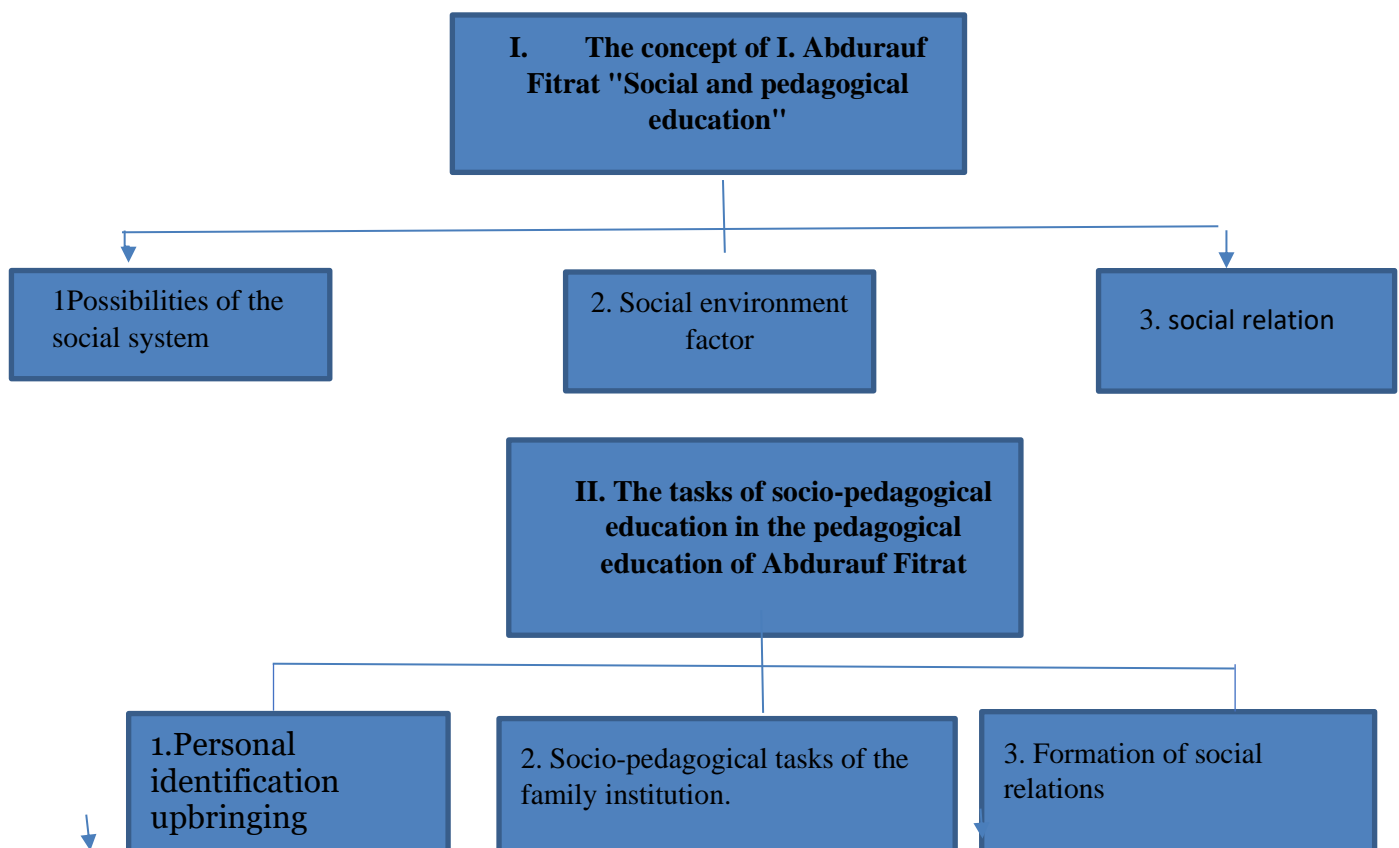 I. The concept of I. Abdurauf
Fitrat "Social and pedagogical
education"
1Possibilities of the
social system
2. Social environment
factor
3. social relation
II. The tasks of socio-pedagogical
education in the pedagogical
education of Abdurauf Fitrat
1.Personal
identification
upbringing
2. Socio-pedagogical tasks of the
family institution.
3. Formation of social
relations